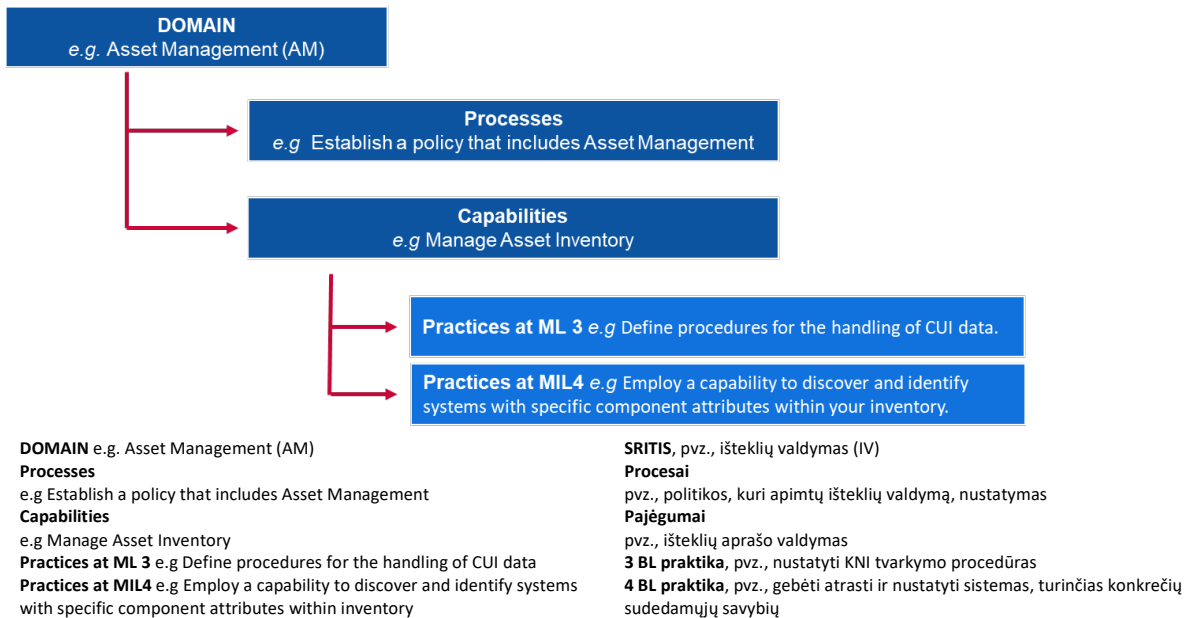 DOMAIN
e.g. Asset Management (AM)
Processes
e.g Establish a policy that includes Asset Management
Capabilities
e.g Manage Asset Inventory
Practices at ML 3 e.g Define procedures for the handling of CUI data.
Practices at MIL4 e.g Employ a capability to discover and identify
systems with specific component attributes within your inventory.
DOMAIN e.g. Asset Management (AM)
Processes
e.g Establish a policy that includes Asset Management
Capabilities
e.g Manage Asset Inventory
Practices at ML 3 e.g Define procedures for the handling of CUI data
Practices at MIL4 e.g Employ a capability to discover and identify systems
with specific component attributes within inventory
SRITIS, pvz., išteklių valdymas (IV)
Procesai
pvz., politikos, kuri apimtų išteklių valdymą, nustatymas
Pajėgumai
pvz., išteklių aprašo valdymas
3 BL praktika, pvz., nustatyti KNI tvarkymo procedūras
4 BL praktika, pvz., gebėti atrasti ir nustatyti sistemas, turinčias konkrečių
sudedamųjų savybių